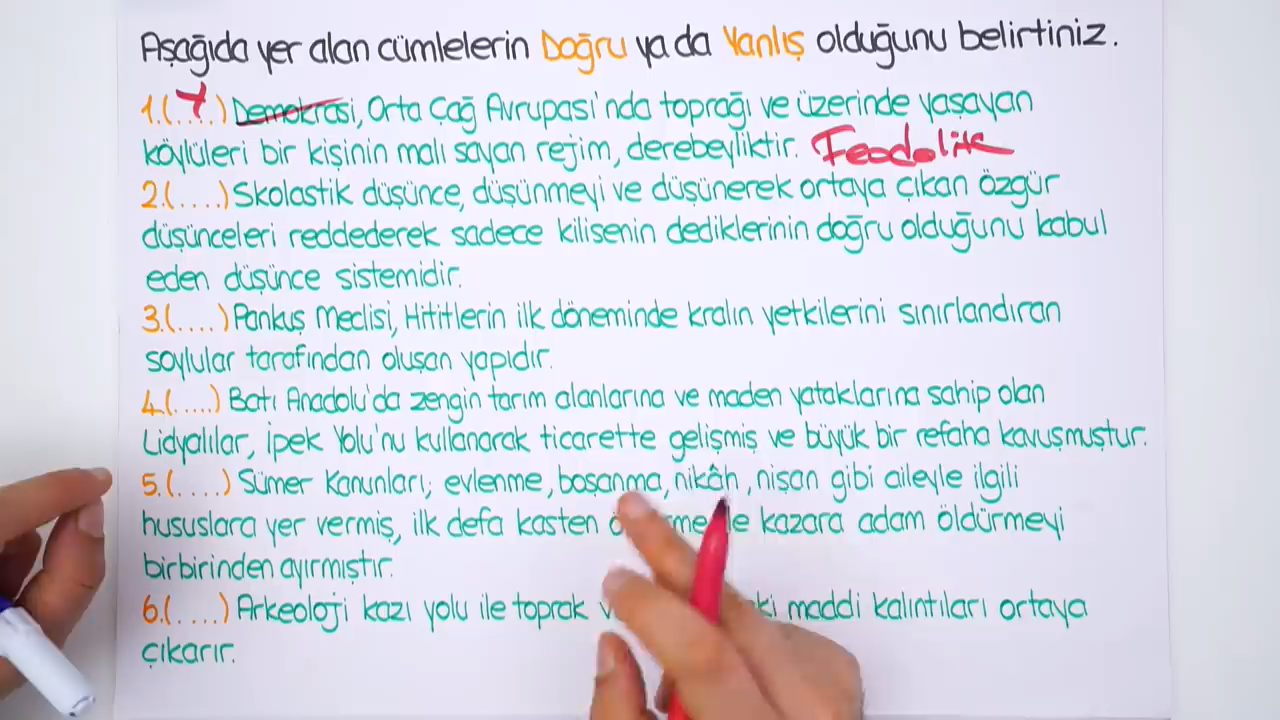 Aşağıda yer alan cümlelerin Doğru ya da Yanlış olduğunu belirtiniz.
1.(....) Demokrasi, Orta Çağ Avrupası'nda toprağı ve üzerinde yaşayan
köylüleri bir kişinin malı sayan rejim, derebeyliktir. Feodalite
2.(....) Skolastik düşünce, düşünmeyi ve düşünerek ortaya çıkan özgür
düşünceleri reddederek sadece kilisenin dediklerinin doğru olduğunu kabul
eden düşünce sistemidir.
3.(....) Pankuş Meclisi, Hititlerin ilk döneminde kralın yetkilerini sınırlandıran
soylular tarafından oluşan yapıdır.
4.(.....) Batı Anadolu'da zengin tarım alanlarına ve maden yataklarına sahip olan
Lidyalılar, İpek Yolu'nu kullanarak ticarette gelişmiş ve büyük bir refaha kavuşmuştur.
5.(....) Sümer Kanunları; evlenme, boşanma, nikâh, nişan gibi aileyle ilgili
hususlara yer vermiş, ilk defa kasten kazara adam öldürmeyi
birbirinden ayırmıştır.
6.(....) Arkeoloji kazı yolu ile toprak maddi kalıntıları ortaya
çıkarır.